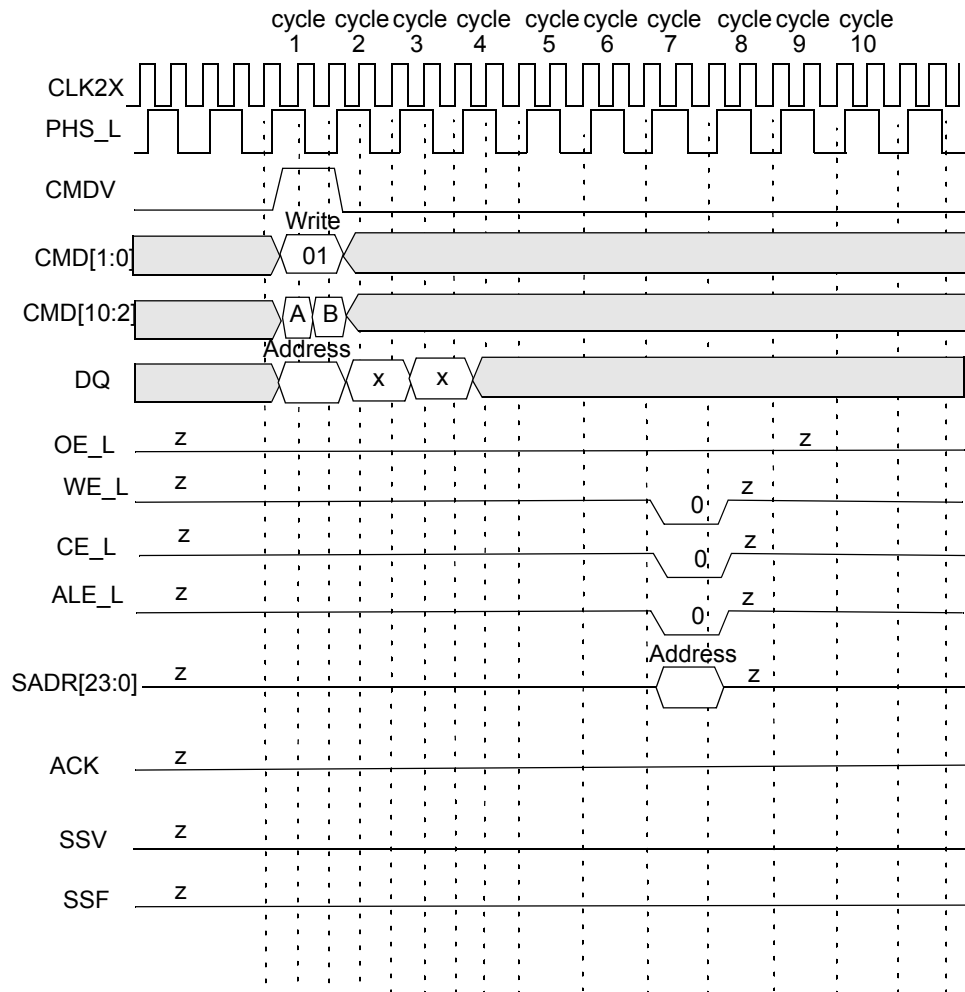 cycle cycle cycle cycle cycle cycle cycle cycle cycle cycle
1 2 3 4 5 6 7 8 9 10
CLK2X
PHS_L
CMDV
Write
CMD[1:0] 01
CMD[10:2] A B
Address
DQ x x
OE_L z z
WE_L z 0 z
CE_L z 0 z
ALE_L z 0 z
Address
SADR[23:0] z z
ACK z
SSV z
SSF z